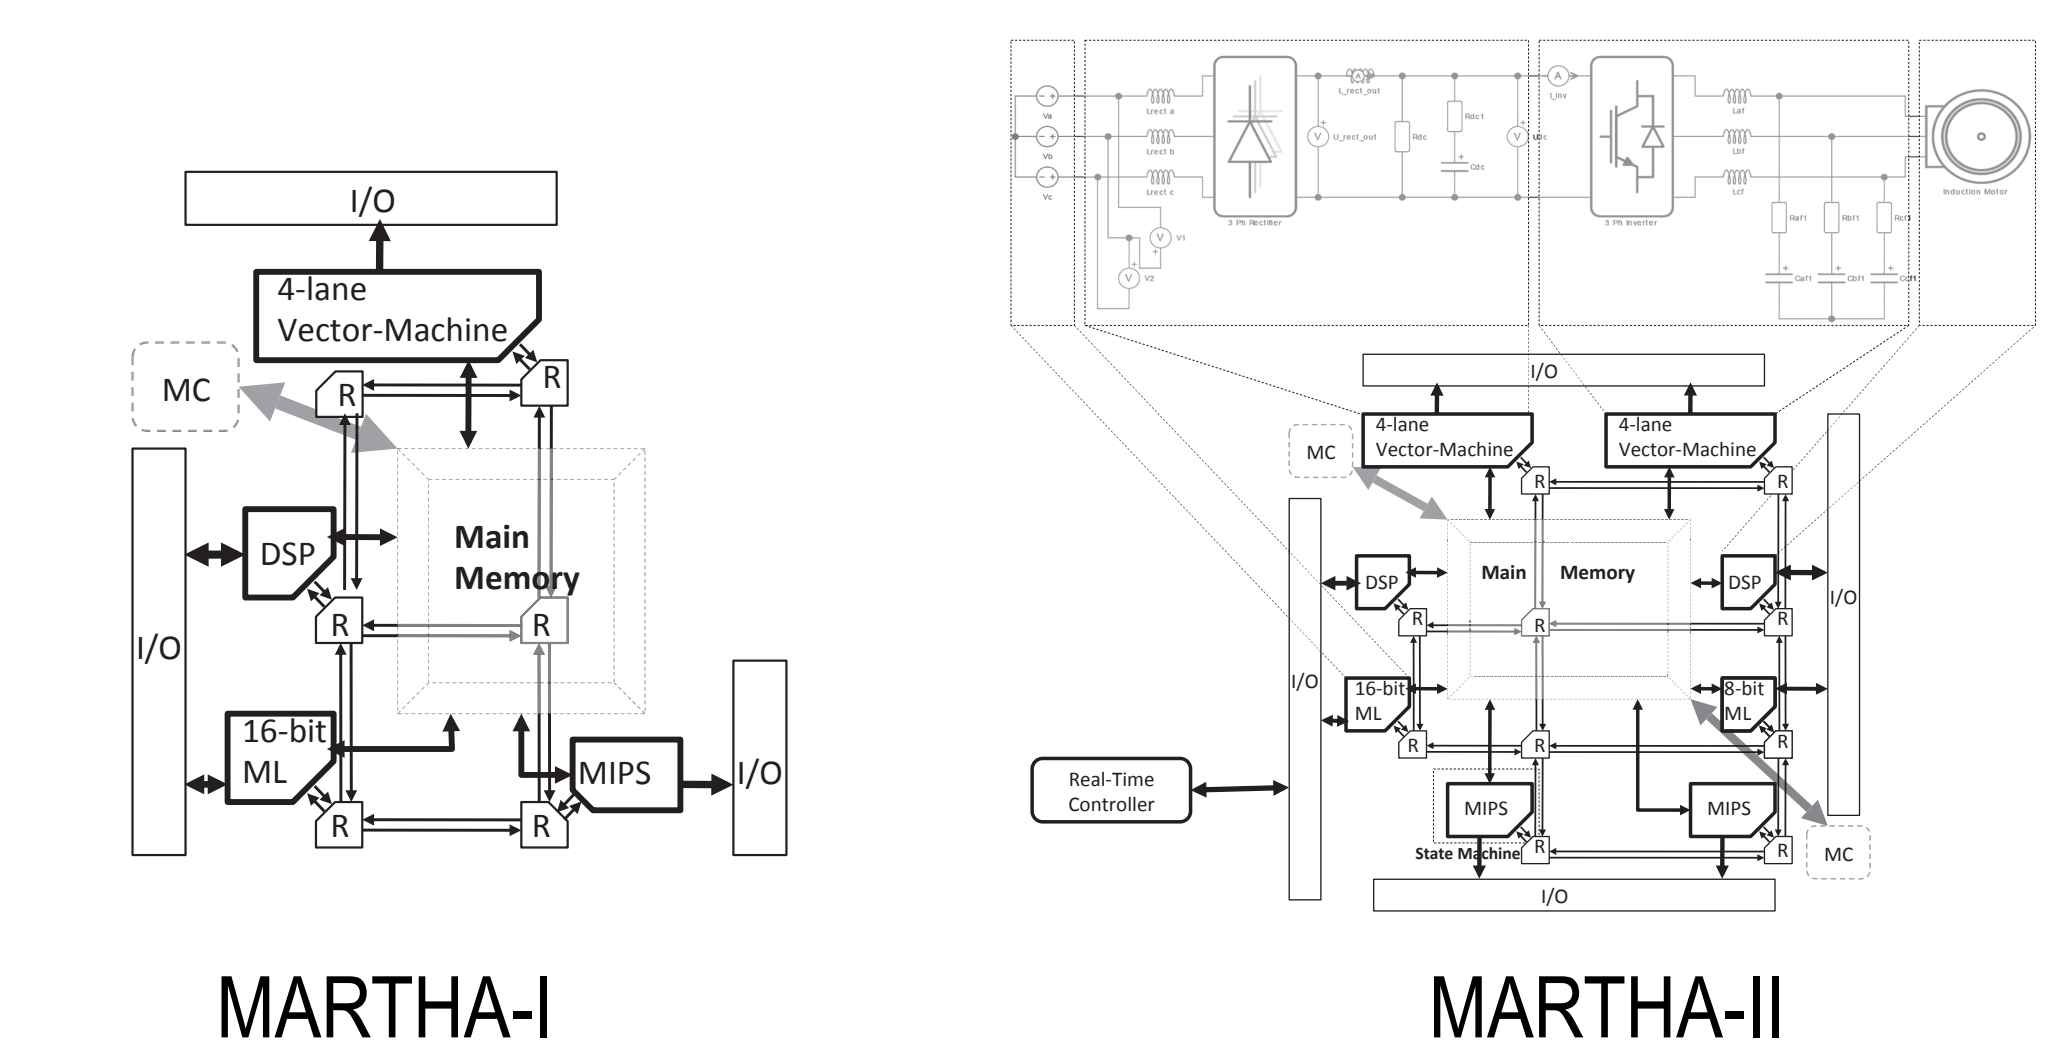 I/O
4-lane
Vector-Machine
MC
R
R
Main
Memory
DSP
R
R
I/O
16-bit
ML
MIPS
I/O
R
R
MARTHA-I
Va
Vb
Vc
Lrect a
Lrect b
Lrect c
V
V1
V
V2
3 Ph Rectifier
A
L_rect_out
V
U_rect_out
Rdc
Rdc1
Cdc
V
Udc
A
I_inv
3 Ph Inverter
Laf
Lbf
Lcf
Raf1
Rbf1
Rcf1
Caf1
Cbf1
Ccf1
Induction Motor
I/O
4-lane
Vector-Machine
4-lane
Vector-Machine
MC
R
R
DSP
Main Memory
DSP
I/O
R
R
R
I/O
16-bit
ML
8-bit
ML
R
R
R
Real-Time
Controller
MIPS
MIPS
State Machine
R
R
MC
I/O
MARTHA-II